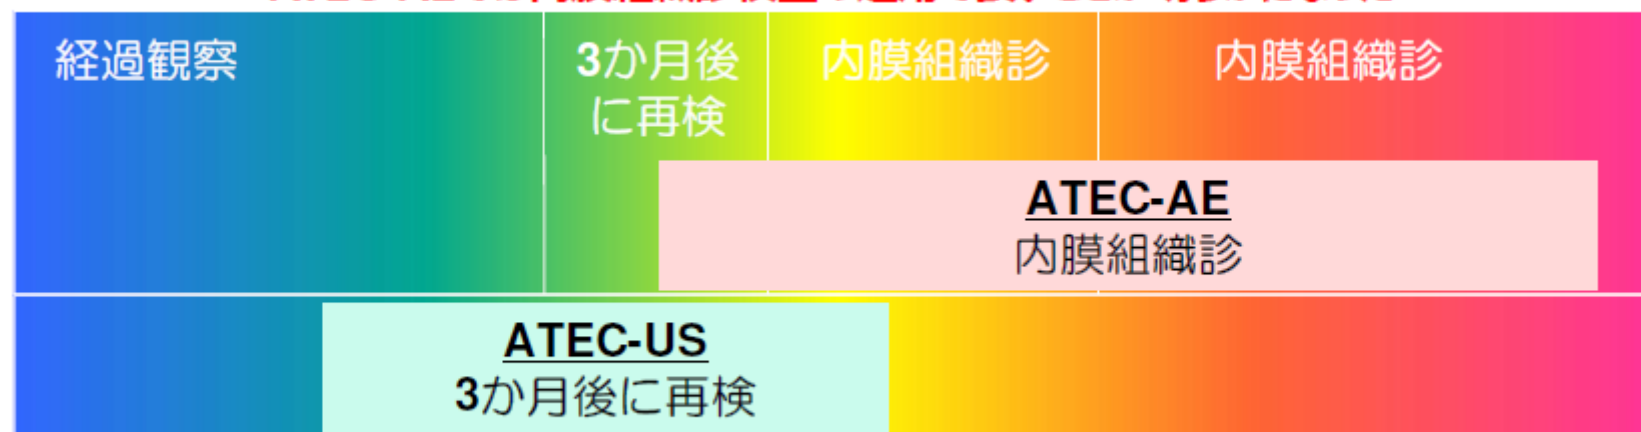 経過観察
3か月後
に再検
内膜組織診
内膜組織診
ATEC-AE
内膜組織診
ATEC-US
3か月後に再検